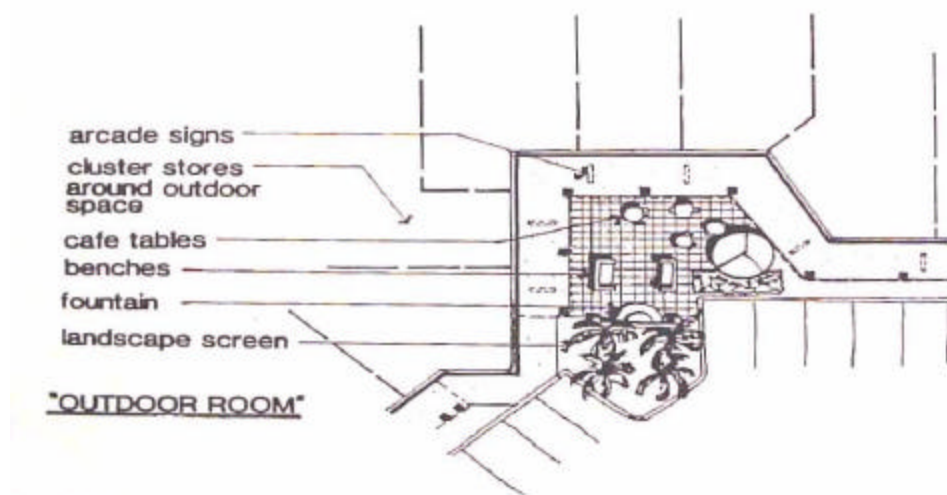 arcade signs
cluster stores
around outdoor
space
cafe tables
benches
fountain
landscape screen
"OUTDOOR ROOM"